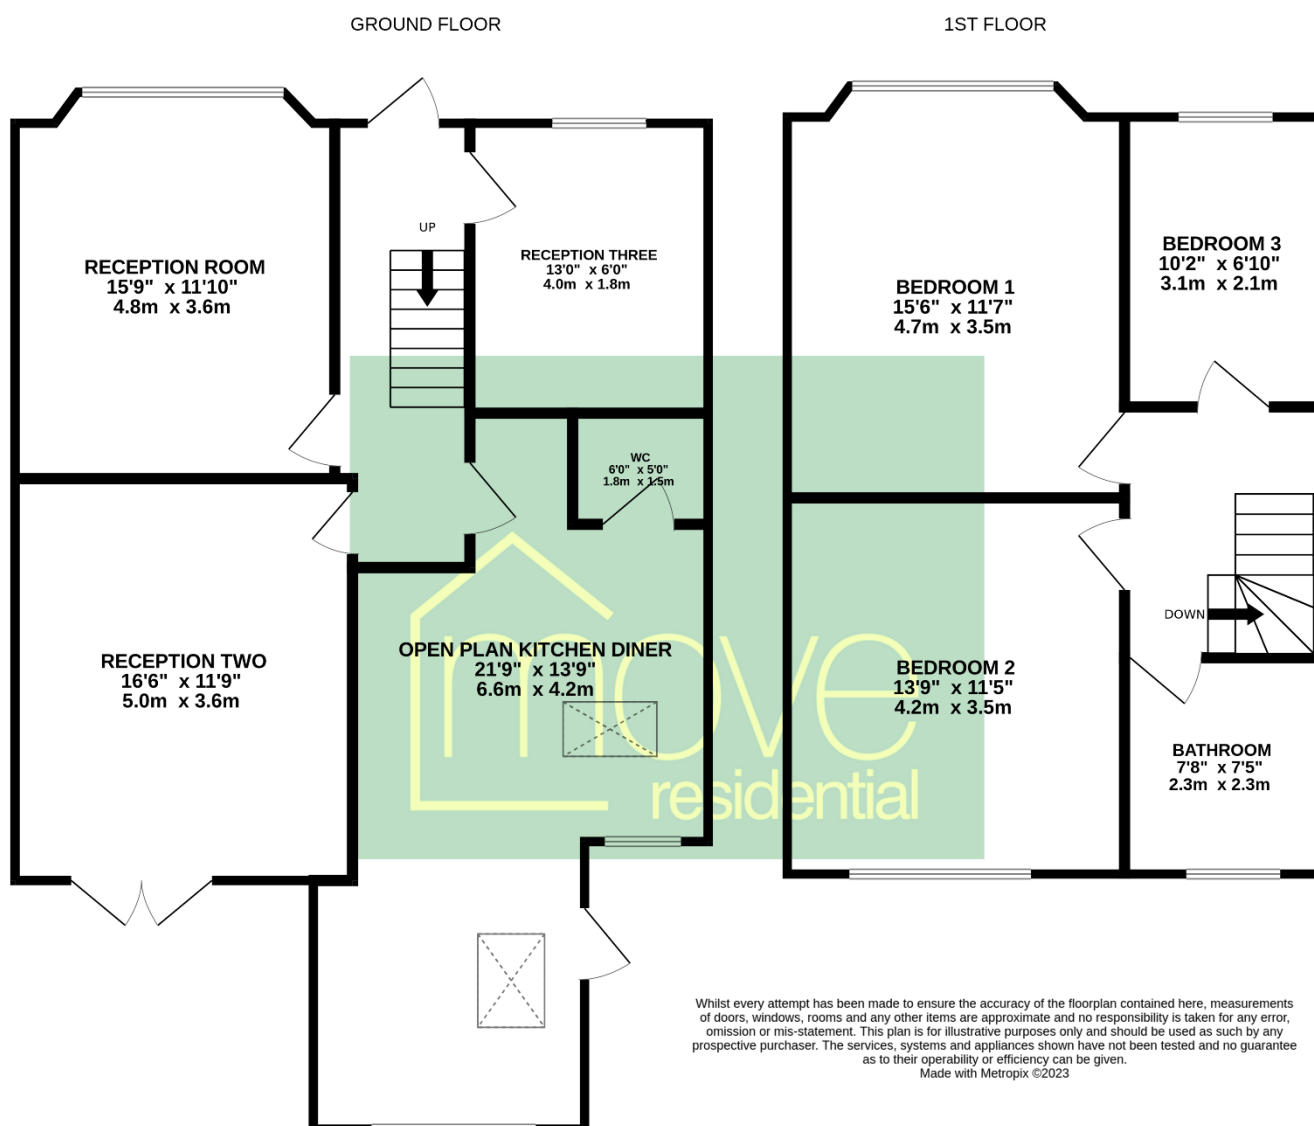 GROUND FLOOR
1ST FLOOR
RECEPTION ROOM
15'9" x 11'10"
4.8m x 3.6m
UP
RECEPTION THREE
13'0" x 6'0"
4.0m x 1.8m
WC
6'0" x 5'0"
1.8m x 1.5m
RECEPTION TWO
16'6" x 11'9"
5.0m x 3.6m
OPEN PLAN KITCHEN DINER
21'9" x 13'9"
6.6m x 4.2m
move
residential
BEDROOM 1
15'6" x 11'7"
4.7m x 3.5m
BEDROOM 3
10'2" x 6'10"
3.1m x 2.1m
DOWN
BEDROOM 2
13'9" x 11'5"
4.2m x 3.5m
BATHROOM
7'8" x 7'5"
2.3m x 2.3m
Whilst every attempt has been made to ensure the accuracy of the floorplan contained here, measurements
of doors, windows, rooms and any other items are approximate and no responsibility is taken for any error,
omission or mis-statement. This plan is for illustrative purposes only and should be used as such by any
prospective purchaser. The services, systems and appliances shown have not been tested and no guarantee
as to their operability or efficiency can be given.
Made with Metropix ©2023